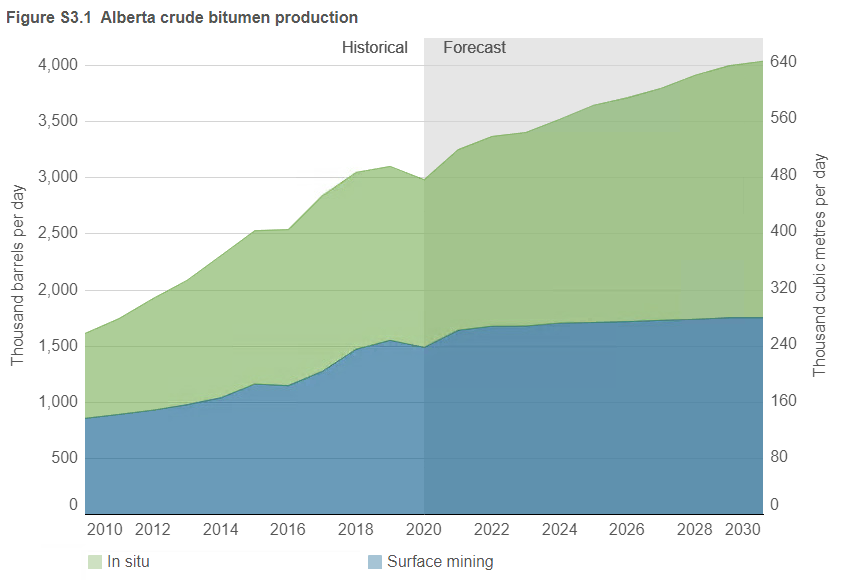 Figure S3.1 Alberta crude bitumen production
Historical
Forecast
Thousand barrels per day
4,000
3,500
3,000
2,500
2,000
1,500
1,000
500
0
640
560
480
400
320
240
160
80
0
Thousand cubic metres per day
2010 2012 2014 2016 2018 2020 2022 2024 2026 2028 2030
In situ
Surface mining